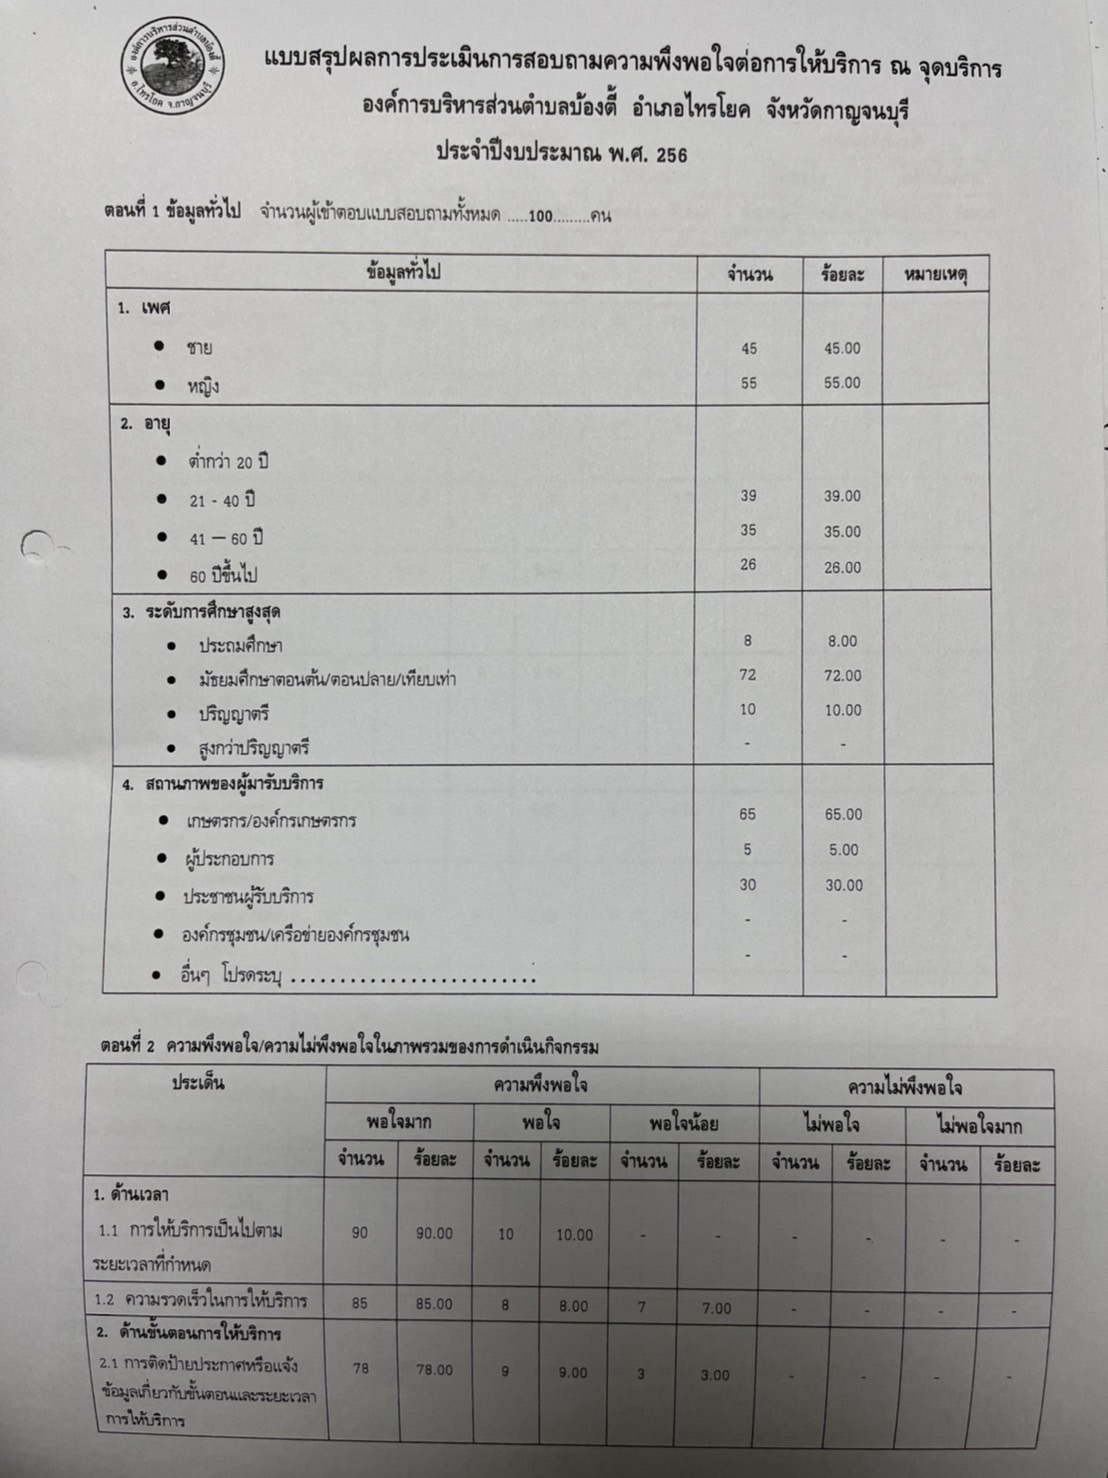 องค์การบริหารส่วนตำบลบ้องตี้
อ.ไทรโยค จ.กาญจนบุรี
แบบสรุปผลการประเมินการสอบถามความพึงพอใจต่อการให้บริการ ณ จุดบริการ
องค์การบริหารส่วนตำบลบ้องตี้ อำเภอไทรโยค จังหวัดกาญจนบุรี
ประจำปีงบประมาณ พ.ศ. 256
ตอนที่ 1 ข้อมูลทั่วไป จำนวนผู้เข้าตอบแบบสอบถามทั้งหมด .....100.........คน
ข้อมูลทั่วไป จำนวน ร้อยละ หมายเหตุ
1. เพศ
● ชาย 45 45.00
● หญิง 55 55.00
2. อายุ
● ต่ำกว่า 20 ปี
● 21 - 40 ปี 39 39.00
● 41 – 60 ปี 35 35.00
● 60 ปีขึ้นไป 26 26.00
3. ระดับการศึกษาสูงสุด
● ประถมศึกษา 8 8.00
● มัธยมศึกษาตอนต้น/ตอนปลาย/เทียบเท่า 72 72.00
● ปริญญาตรี 10 10.00
● สูงกว่าปริญญาตรี - -
4. สถานภาพของผู้มารับบริการ
● เกษตรกร/องค์กรเกษตรกร 65 65.00
● ผู้ประกอบการ 5 5.00
● ประชาชนผู้รับบริการ 30 30.00
● องค์กรชุมชน/เครือข่ายองค์กรชุมชน - -
● อื่นๆ โปรดระบุ ......................... - -
ตอนที่ 2 ความพึงพอใจ/ความไม่พึงพอใจในภาพรวมของการดำเนินกิจกรรม
ประเด็น ความพึงพอใจ ความไม่พึงพอใจ
พอใจมาก พอใจ พอใจน้อย ไม่พอใจ ไม่พอใจมาก
จำนวน ร้อยละ จำนวน ร้อยละ จำนวน ร้อยละ จำนวน ร้อยละ จำนวน ร้อยละ
1. ด้านเวลา
1.1 การให้บริการเป็นไปตาม 90 90.00 10 10.00 - - - - - -
ระยะเวลาที่กำหนด
1.2 ความรวดเร็วในการให้บริการ 85 85.00 8 8.00 7 7.00 - - - -
2. ด้านขั้นตอนการให้บริการ
2.1 การติดป้ายประกาศหรือแจ้ง 78 78.00 9 9.00 3 3.00 - - - -
ข้อมูลเกี่ยวกับขั้นตอนและระยะเวลา
การให้บริการ